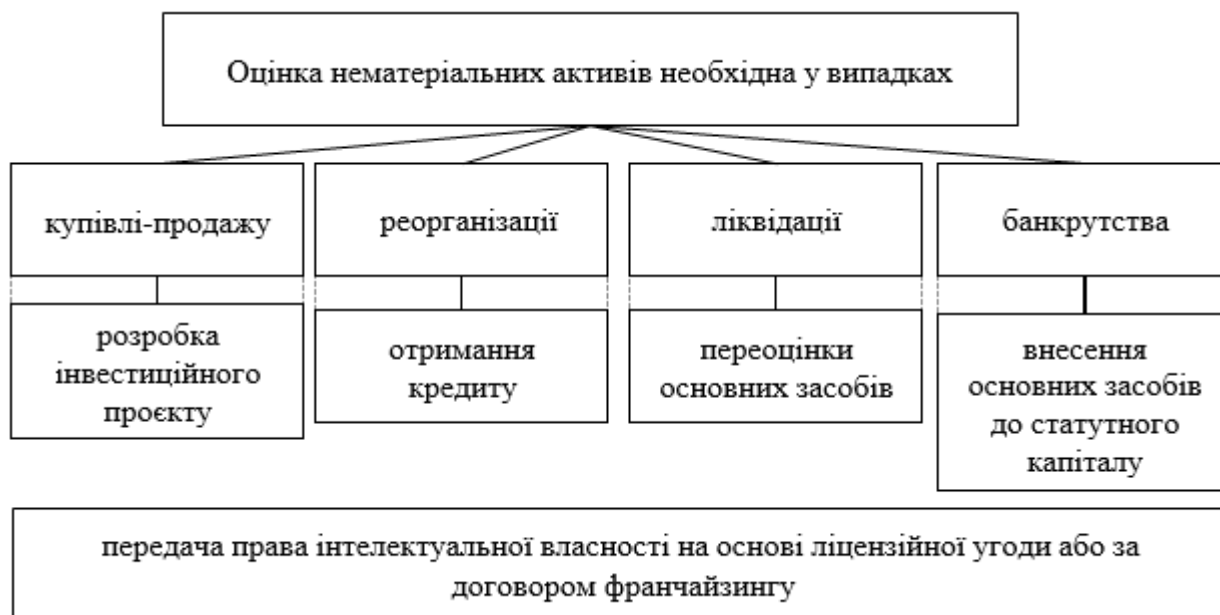 Оцінка нематеріальних активів необхідна у випадках
купівлі-продажу
реорганізації
ліквідації
банкрутства
розробка
інвестиційного
проєкту
отримання
кредиту
переоцінки
основних засобів
внесення
основних засобів
до статутного
капіталу
передача права інтелектуальної власності на основі ліцензійної угоди або за
договором франчайзингу